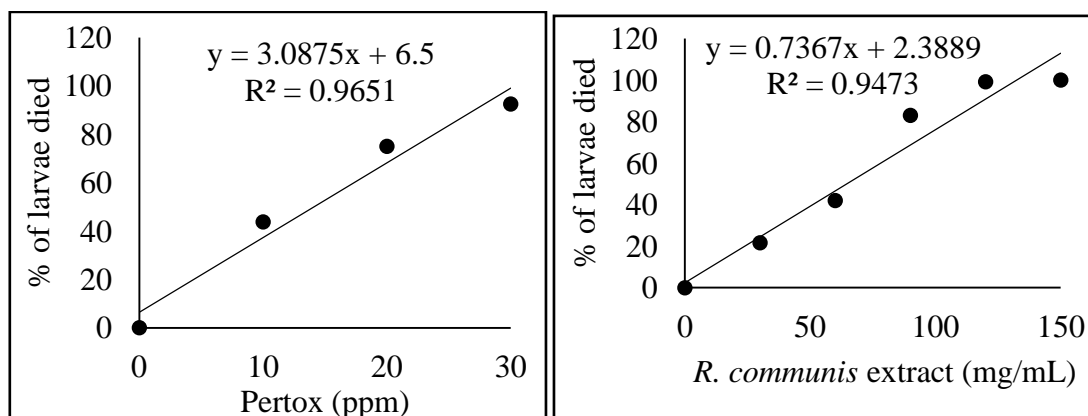 % of larvae died
120
100
80
60
40
20
0
y = 3.0875x + 6.5
R² = 0.9651
0 10 20 30
Pertox (ppm)
% of larvae died
120
100
80
60
40
20
0
y = 0.7367x + 2.3889
R² = 0.9473
0 50 100 150
R. communis extract (mg/mL)